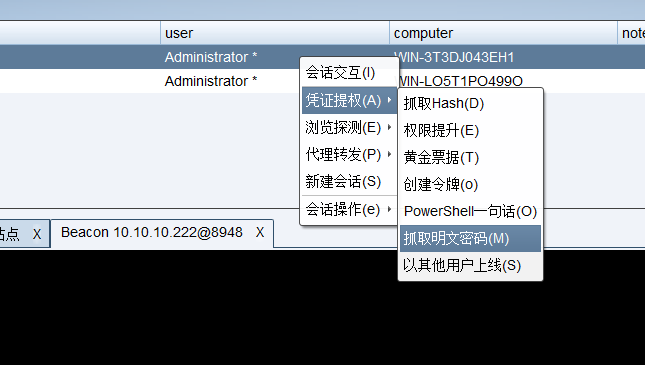 user computer note
Administrator * WIN-3T3DJ043EH1
Administrator * WIN-LO5T1PO499O
会话交互(I)
凭证提权(A)
浏览探测(E)
代理转发(P)
新建会话(S)
会话操作(e)
抓取Hash(D)
权限提升(E)
黄金票据(T)
创建令牌(o)
PowerShell一句话(O)
抓取明文密码(M)
以其他用户上线(S)
站点 X Beacon 10.10.10.222@8948 X